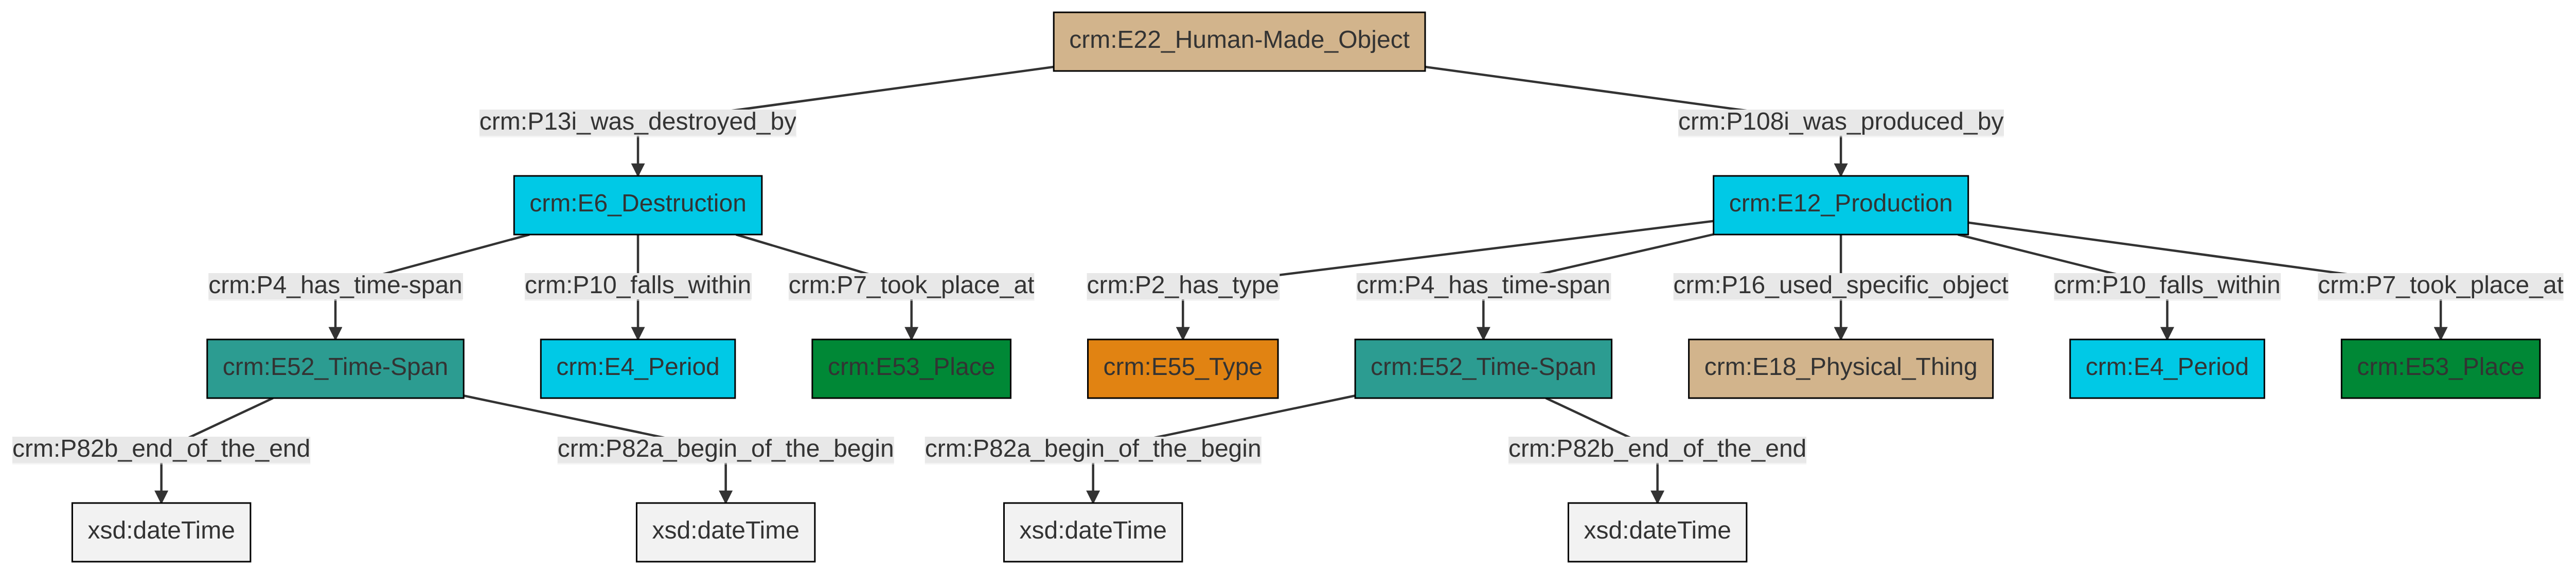 crm:E22_Human-Made_Object
crm:P13i_was_destroyed_by
crm:P108i_was_produced_by
crm:E6_Destruction
crm:E12_Production
crm:P4_has_time-span
crm:P10_falls_within
crm:P7_took_place_at
crm:P2_has_type
crm:P4_has_time-span
crm:P16_used_specific_object
crm:P10_falls_within
crm:P7_took_place_at
crm:E52_Time-Span
crm:E4_Period
crm:E53_Place
crm:E55_Type
crm:E52_Time-Span
crm:E18_Physical_Thing
crm:E4_Period
crm:E53_Place
crm:P82b_end_of_the_end
crm:P82a_begin_of_the_begin
crm:P82a_begin_of_the_begin
crm:P82b_end_of_the_end
xsd:dateTime
xsd:dateTime
xsd:dateTime
xsd:dateTime